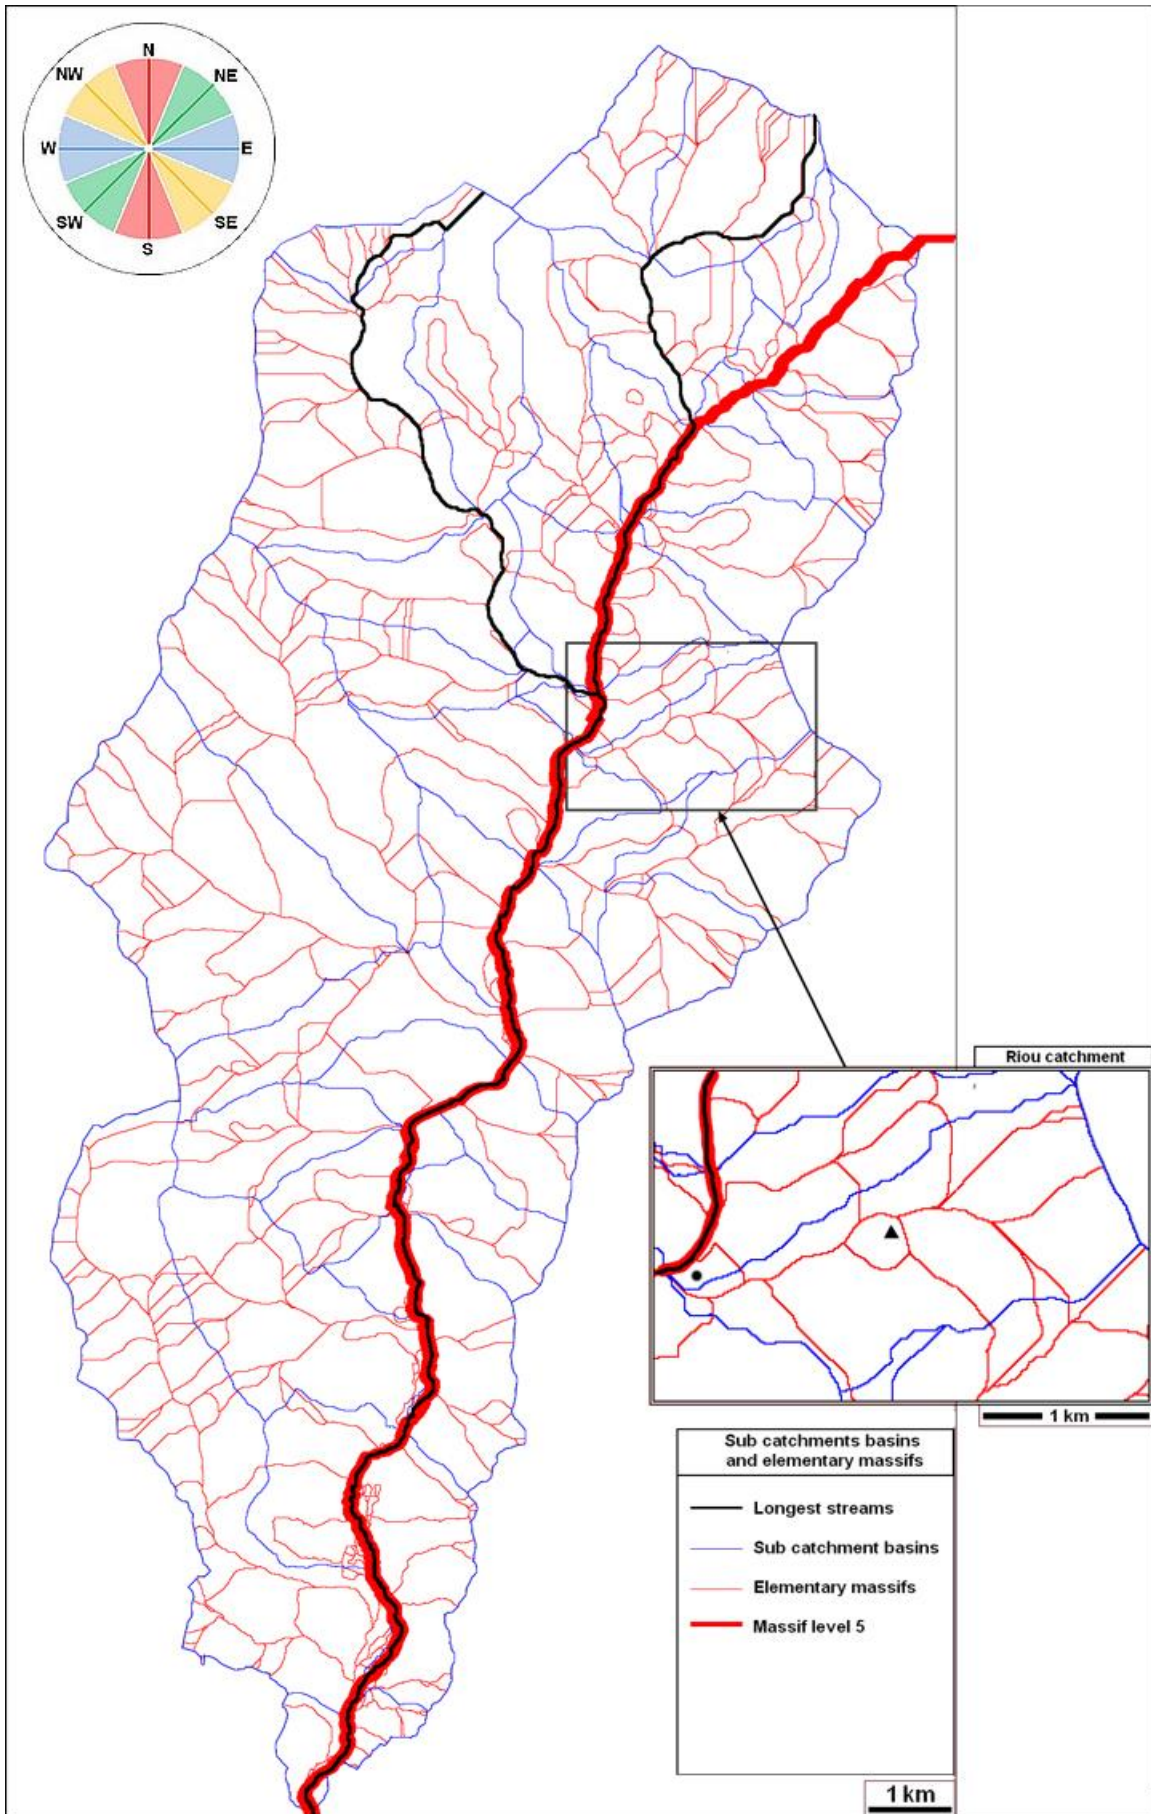 N
NW
NE
W
E
SW
SE
S
Riou catchment
1 km
Sub catchments basins
and elementary massifs
Longest streams
Sub catchment basins
Elementary massifs
Massif level 5
1 km